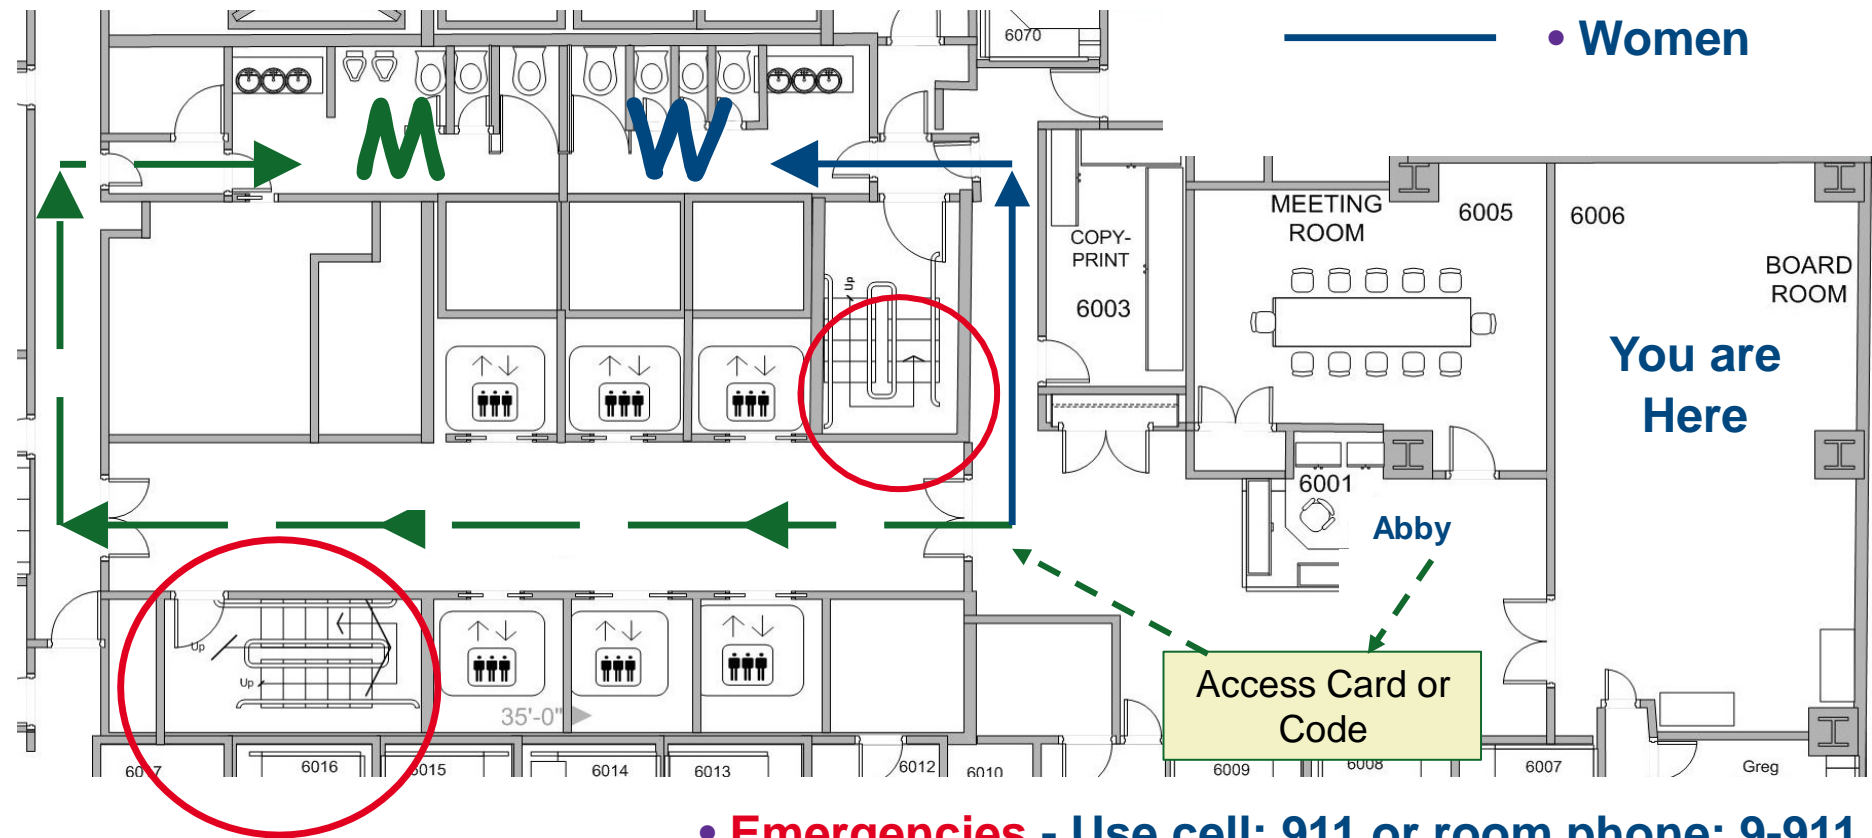 6070
• Women
M
W
MEETING
ROOM
6005
6006
COPY-
PRINT
6003
BOARD
ROOM
Up
You are
Here
6001
Abby
Up
Up
35'-0"
Access Card or
Code
6017
6016
6015
6014
6013
6012
6010
6009
6008
6007
Greg
• Emergencies - Use cell: 911 or room phone: 9-911